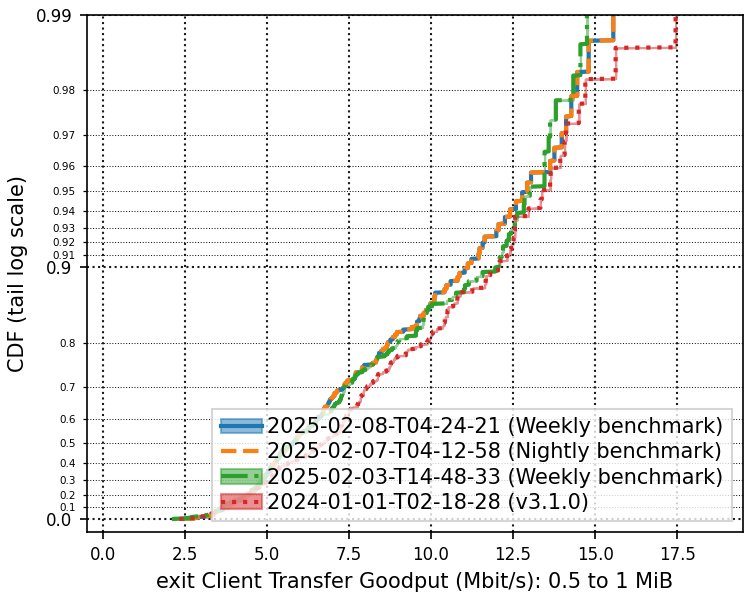 0.99
0.98
0.97
0.96
0.95
0.94
0.93
0.92
0.91
0.9
0.8
0.7
0.6
0.5
0.4
0.3
0.2
0.1
0.0
CDF (tail log scale)
2025-02-08-T04-24-21 (Weekly benchmark)
2025-02-07-T04-12-58 (Nightly benchmark)
2025-02-03-T14-48-33 (Weekly benchmark)
2024-01-01-T02-18-28 (v3.1.0)
0.0 2.5 5.0 7.5 10.0 12.5 15.0 17.5
exit Client Transfer Goodput (Mbit/s): 0.5 to 1 MiB